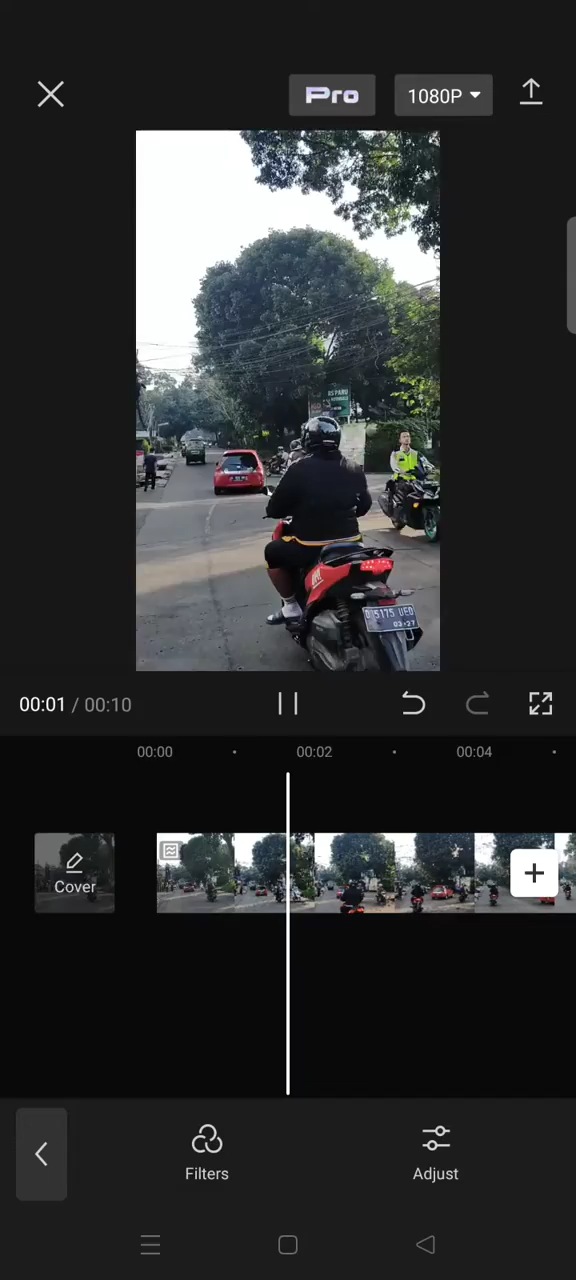 Pro 1080P
RS PARU
D 5175 UED
03·27
00:01 / 00:10
00:00 00:02 00:04
Cover
Filters Adjust